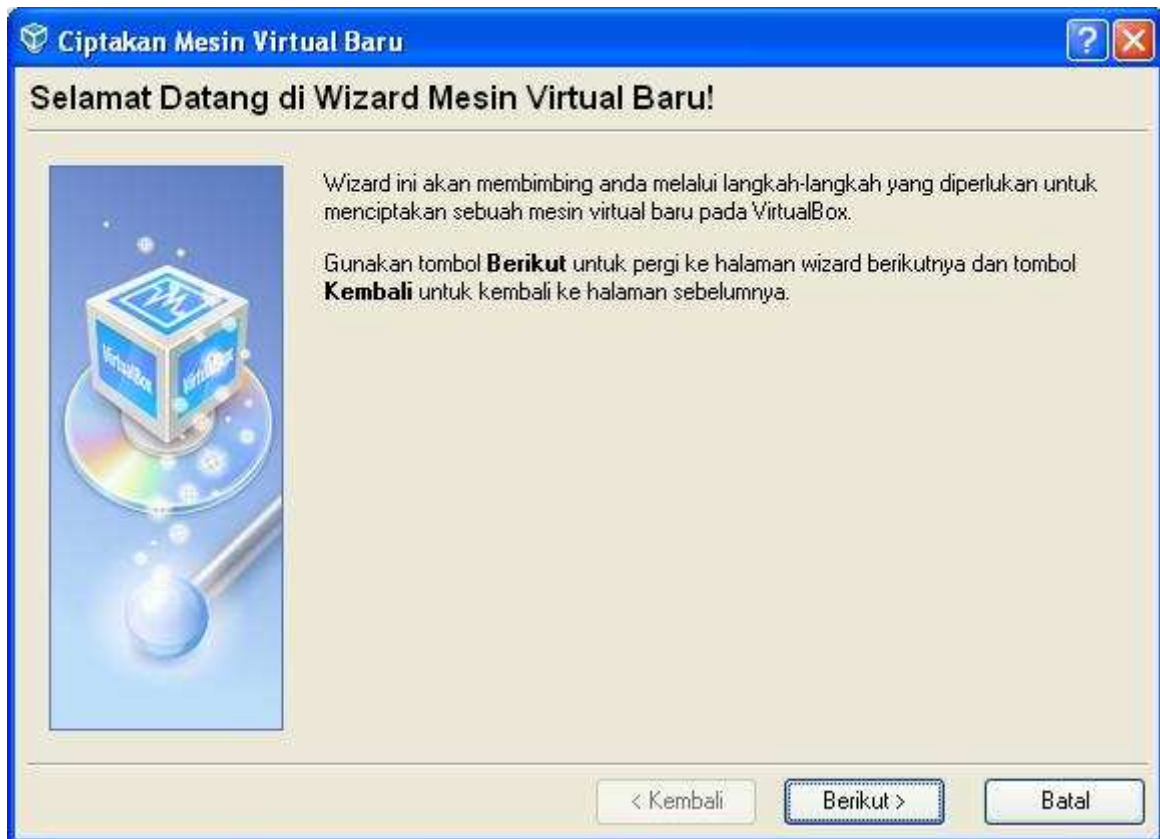 Ciptakan Mesin Virtual Baru
Selamat Datang di Wizard Mesin Virtual Baru!
Wizard ini akan membimbing anda melalui langkah-langkah yang diperlukan untuk
menciptakan sebuah mesin virtual baru pada VirtualBox.
Gunakan tombol Berikut untuk pergi ke halaman wizard berikutnya dan tombol
Kembali untuk kembali ke halaman sebelumnya.
VirtualBox
VirtualBox
< Kembali
Berikut >
Batal